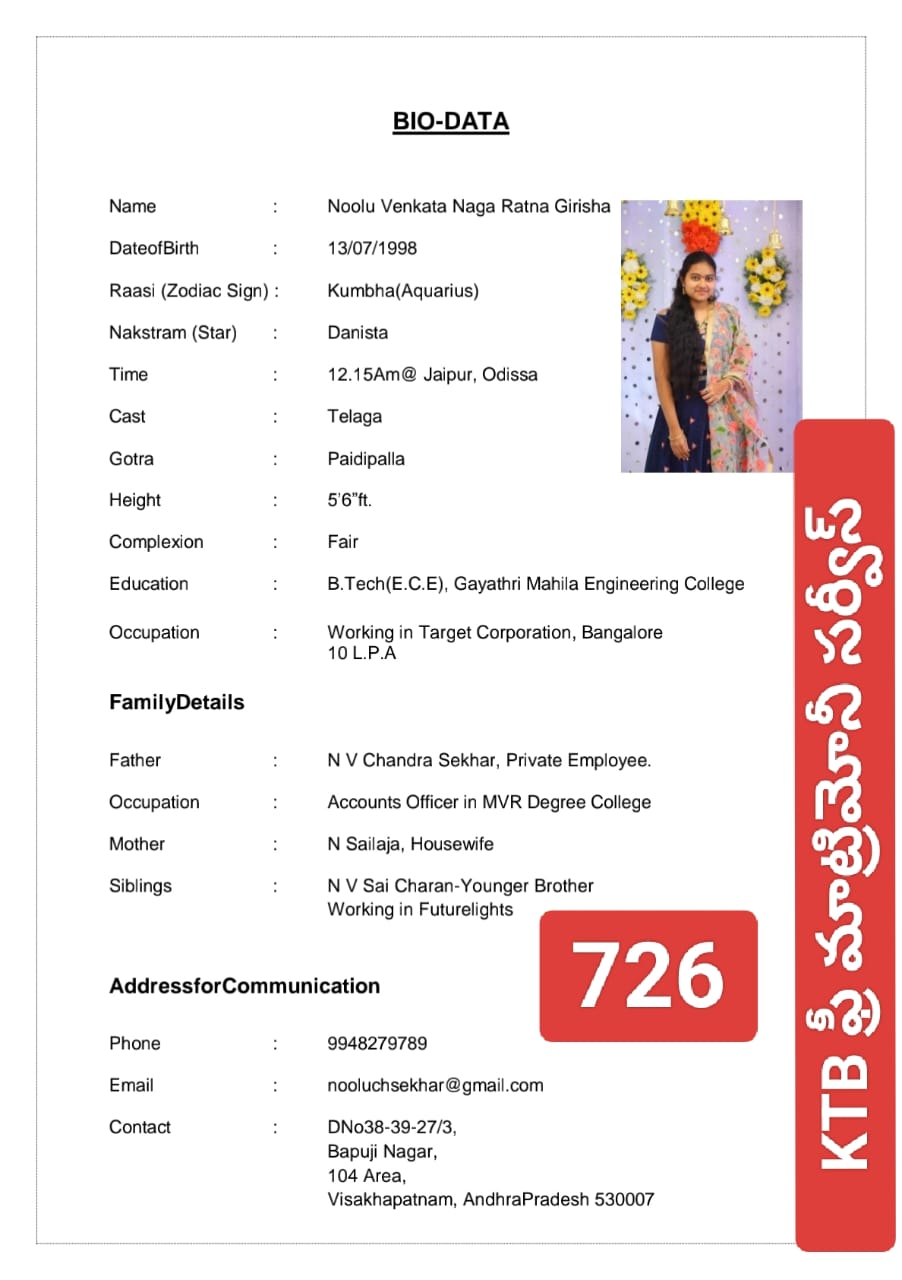 BIO-DATA
Name : Noolu Venkata Naga Ratna Girisha
DateofBirth : 13/07/1998
Raasi (Zodiac Sign) : Kumbha(Aquarius)
Nakstram (Star) : Danista
Time : 12.15Am@ Jaipur, Odissa
Cast : Telaga
Gotra : Paidipalla
Height : 5'6”ft.
Complexion : Fair
Education : B.Tech(E.C.E), Gayathri Mahila Engineering College
Occupation : Working in Target Corporation, Bangalore
10 L.P.A
FamilyDetails
Father : N V Chandra Sekhar, Private Employee.
Occupation : Accounts Officer in MVR Degree College
Mother : N Sailaja, Housewife
Siblings : N V Sai Charan-Younger Brother
Working in Futurelights
726
AddressforCommunication
Phone : 9948279789
Email : nooluchsekhar@gmail.com
Contact : DNo38-39-27/3,
Bapuji Nagar,
104 Area,
Visakhapatnam, AndhraPradesh 530007
KTB ఫ్రీ మ్యాట్రిమోనీ సర్వీస్